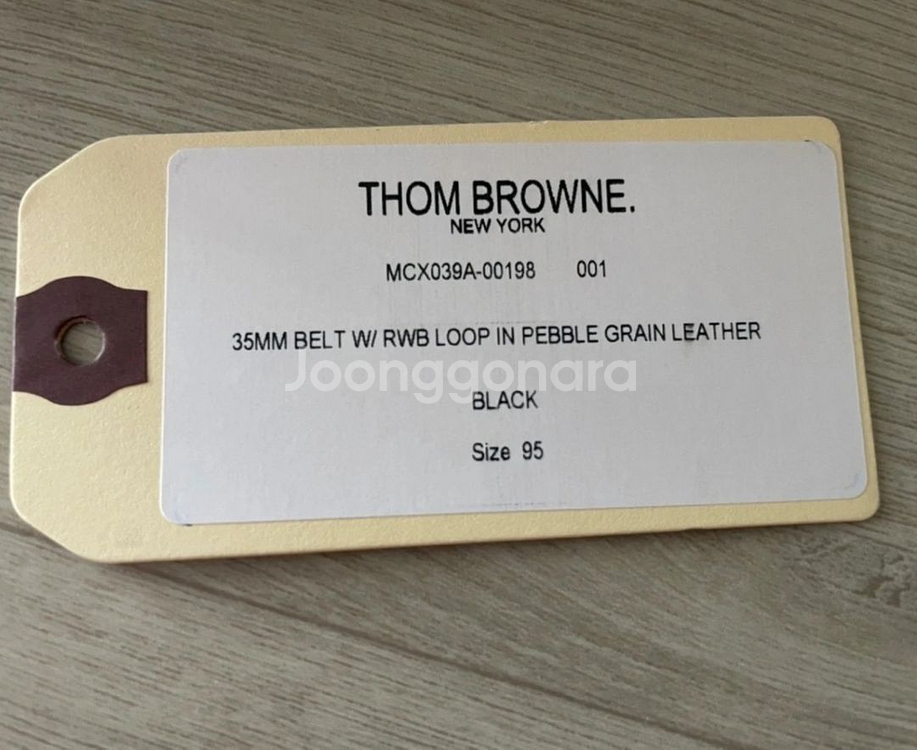 THOM BROWNE.
NEW YORK
MCX039A-00198 001
35MM BELT W/ RWB LOOP IN PEBBLE GRAIN LEATHER
Joonggonara
BLACK
Size 95